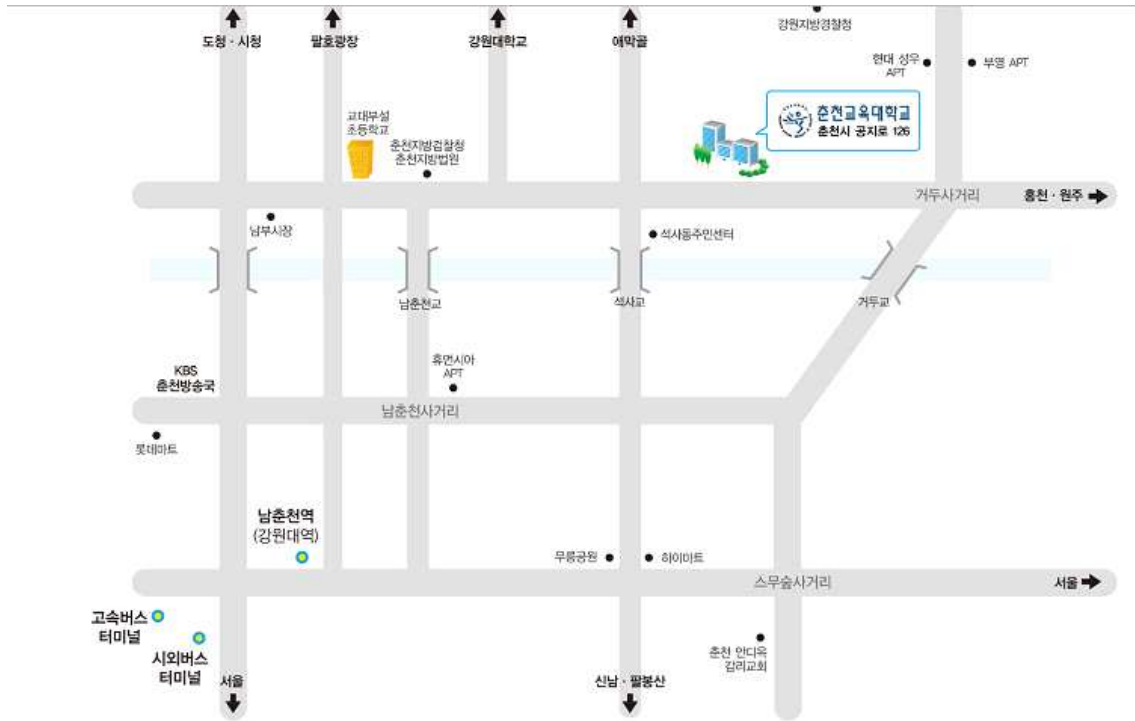 강원지방경찰청
도청 · 시청
팔호광장
강원대학교
애막골
현대 성우
APT
부영 APT
교대부설
초등학교
춘천지방검찰청
춘천지방법원
춘천교육대학교
춘천시 공지로 126
거두사거리
홍천 · 원주
남부시장
석사동주민센터
남춘천교
석사교
거두교
KBS
춘천방송국
휴먼시아
APT
남춘천사거리
롯데마트
남춘천역
(강원대역)
무릉공원
하이마트
스무숲사거리
서울
고속버스
터미널
시외버스
터미널
서울
신남 · 팔봉산
춘천 안디옥
감리교회